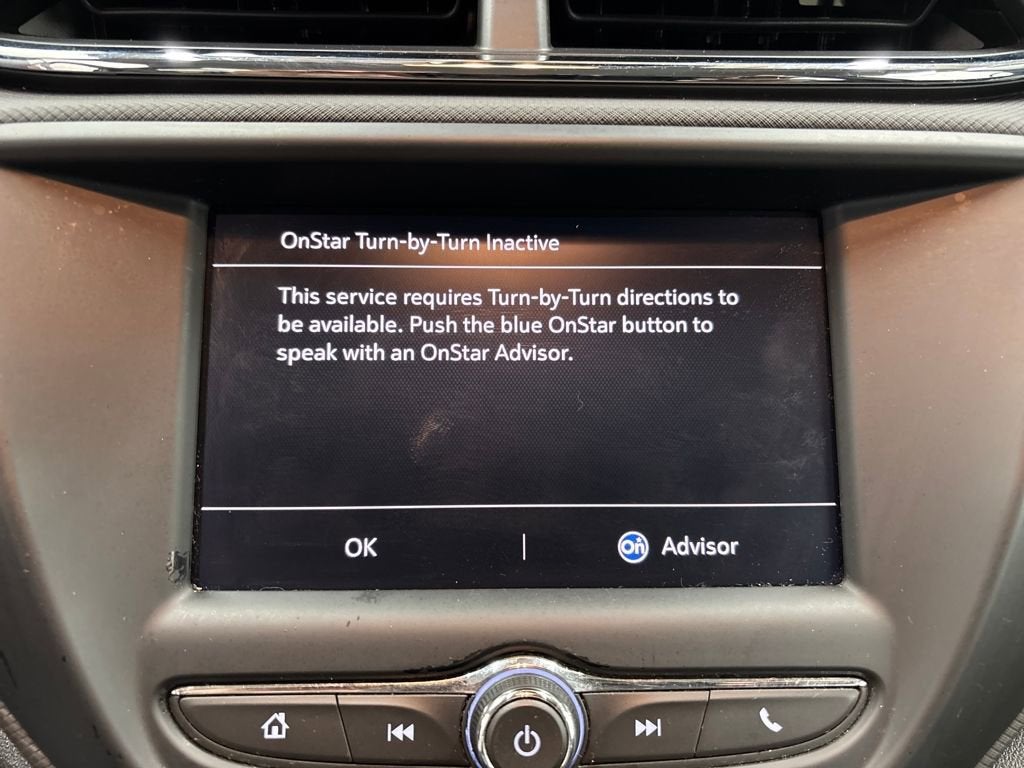 OnStar Turn-by-Turn Inactive
This service requires Turn-by-Turn directions to
be available. Push the blue OnStar button to
speak with an OnStar Advisor.
OK | On Advisor